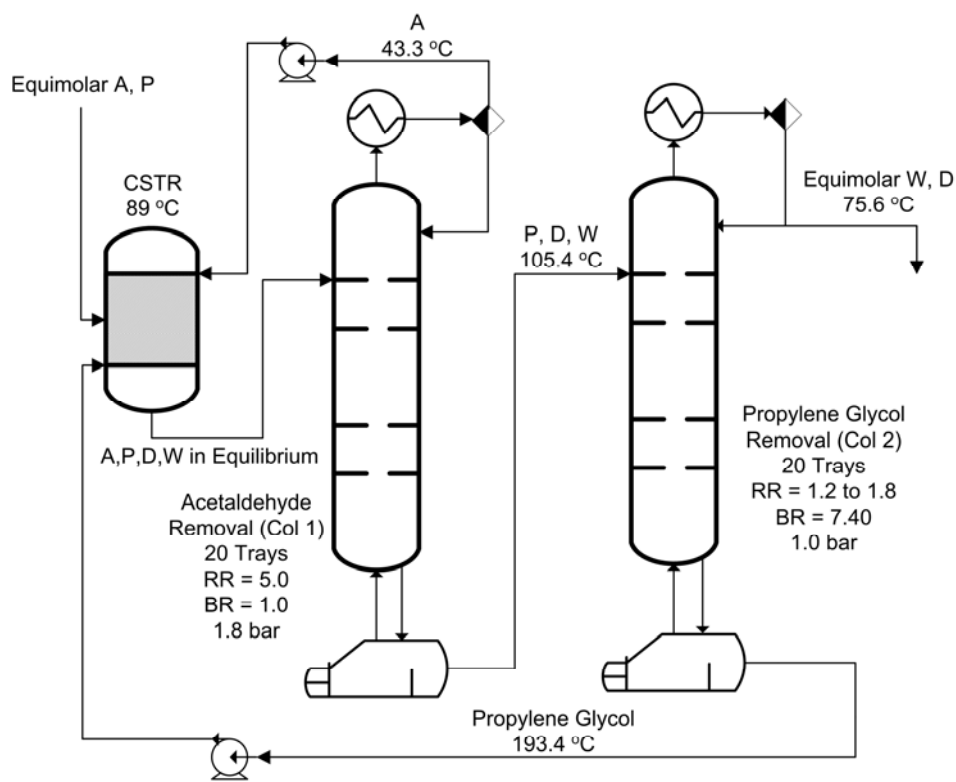 A
43.3 °C
Equimolar A, P
CSTR
89 °C
Equimolar W, D
75.6 °C
P, D, W
105.4 °C
A,P,D,W in Equilibrium
Acetaldehyde
Removal (Col 1)
20 Trays
RR = 5.0
BR = 1.0
1.8 bar
Propylene Glycol
Removal (Col 2)
20 Trays
RR = 1.2 to 1.8
BR = 7.40
1.0 bar
Propylene Glycol
193.4 °C